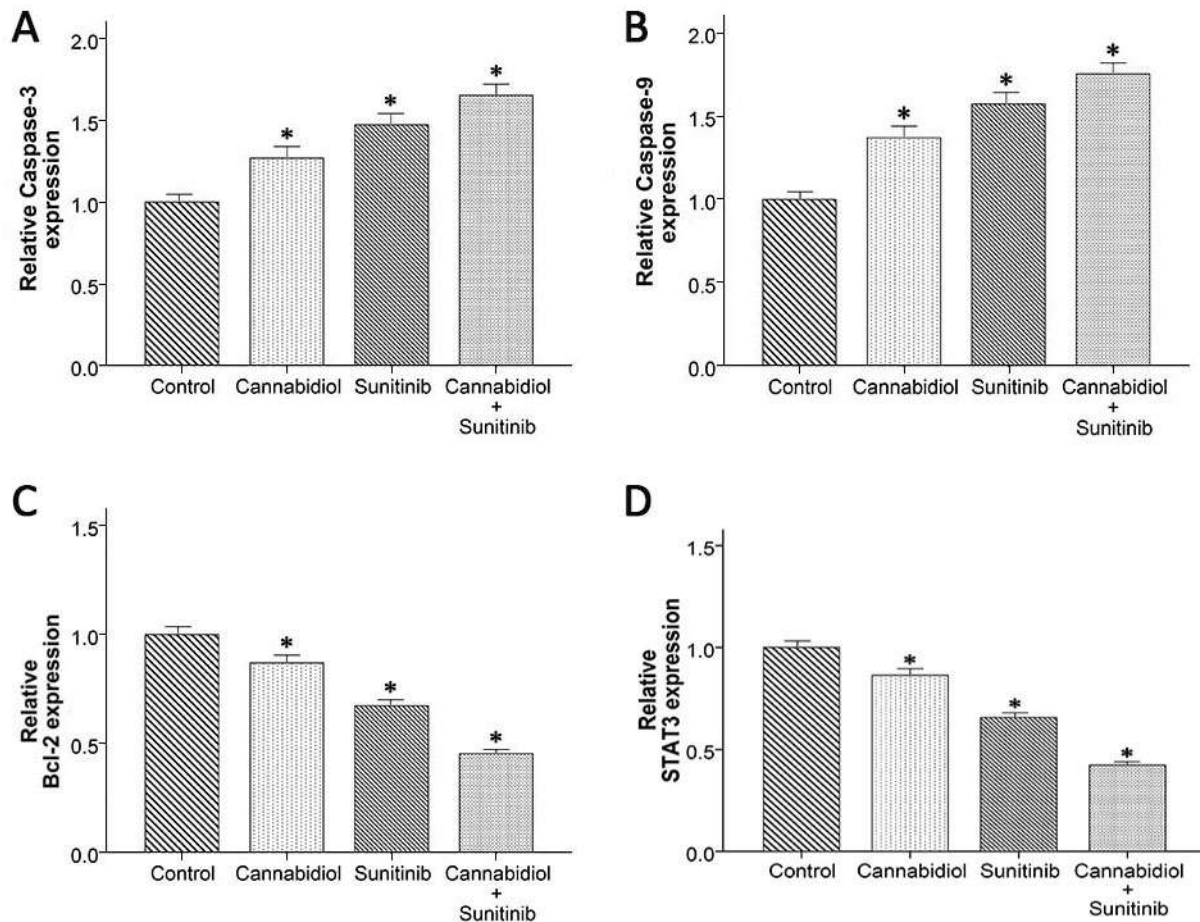 A
Relative Caspase-3
expression
2.0
1.5
1.0
0.5
0.0
*
*
*
Control
Cannabidiol
Sunitinib
Cannabidiol
+
Sunitinib
B
Relative Caspase-9
expression
2.0
1.5
1.0
0.5
0.0
*
*
*
Control
Cannabidiol
Sunitinib
Cannabidiol
+
Sunitinib
C
Relative
Bcl-2 expression
1.5
1.0
0.5
0.0
*
*
*
Control
Cannabidiol
Sunitinib
Cannabidiol
+
Sunitinib
D
Relative
STAT3 expression
1.5
1.0
0.5
0.0
*
*
*
Control
Cannabidiol
Sunitinib
Cannabidiol
+
Sunitinib